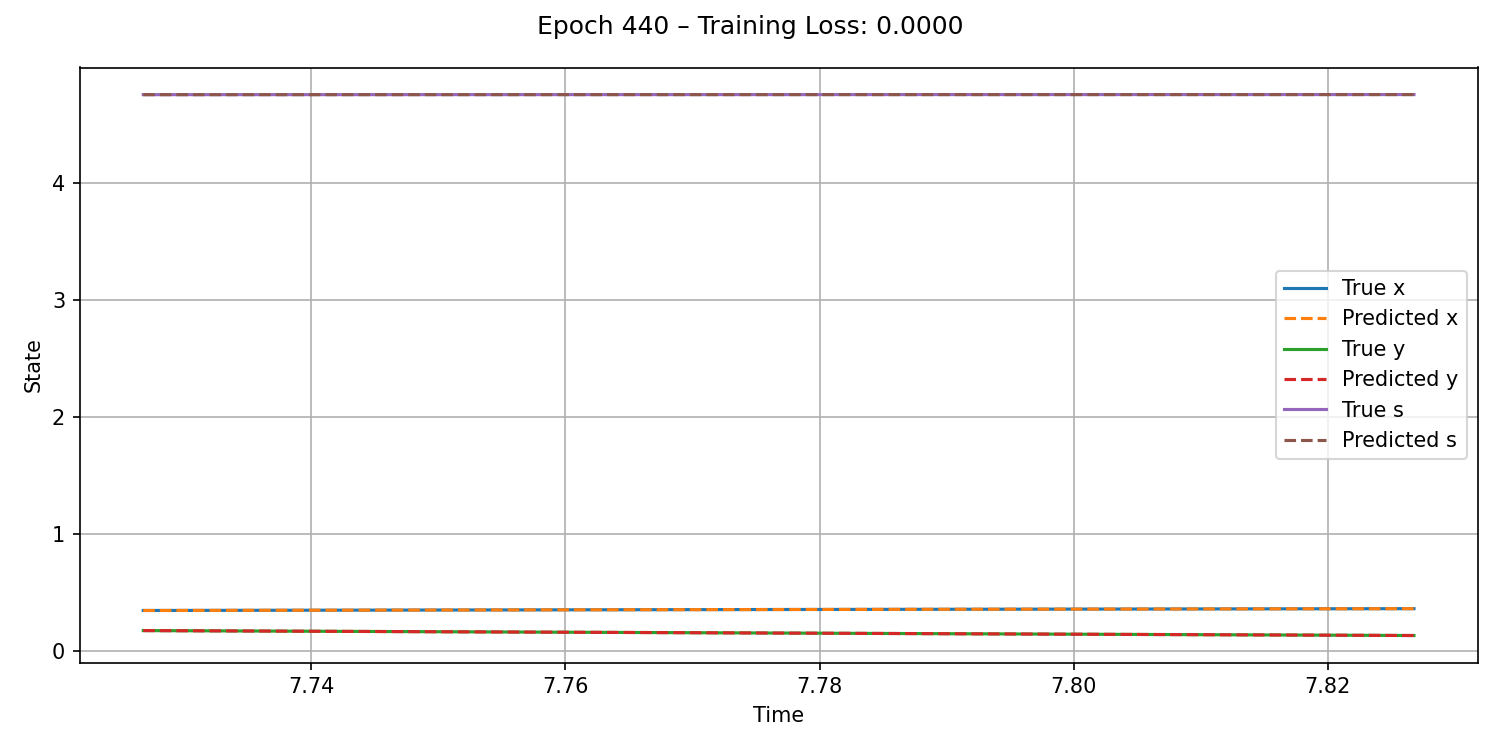 Epoch 440 – Training Loss: 0.0000
State
4
3
2
1
0
True x
Predicted x
True y
Predicted y
True s
Predicted s
7.74
7.76
7.78
7.80
7.82
Time